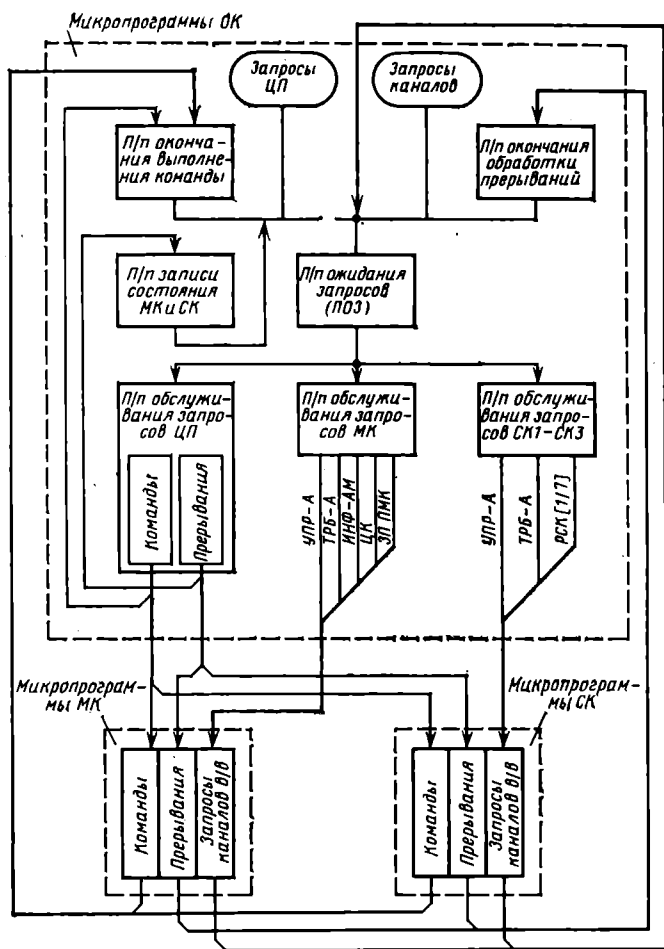 Микропрограммы ОК
Запросы
ЦП
Запросы
каналов
П/п оконча-
ния выполне-
ния команды
П/п окончания
обработки
прерываний
П/п записи
состояния
МК и СК
П/п ожидания
запросов
(ПОЗ)
П/п обслужи-
вания запро-
сов ЦП
Команды
Прерывания
П/п обслужи-
вания запро-
сов МК
П/п обслужи-
вания запро-
сов СК1-СК3
УПР-А
ТРБ-А
ИНФ-АМ
ЦК
ЗП ПМК
УПР-А
ТРБ-А
РСК[1/7]
Микропрограм-
мы МК
Микропрограм-
мы СК
Команды
Прерывания
Запросы
каналов В/В
Команды
Прерывания
Запросы
каналов В/В